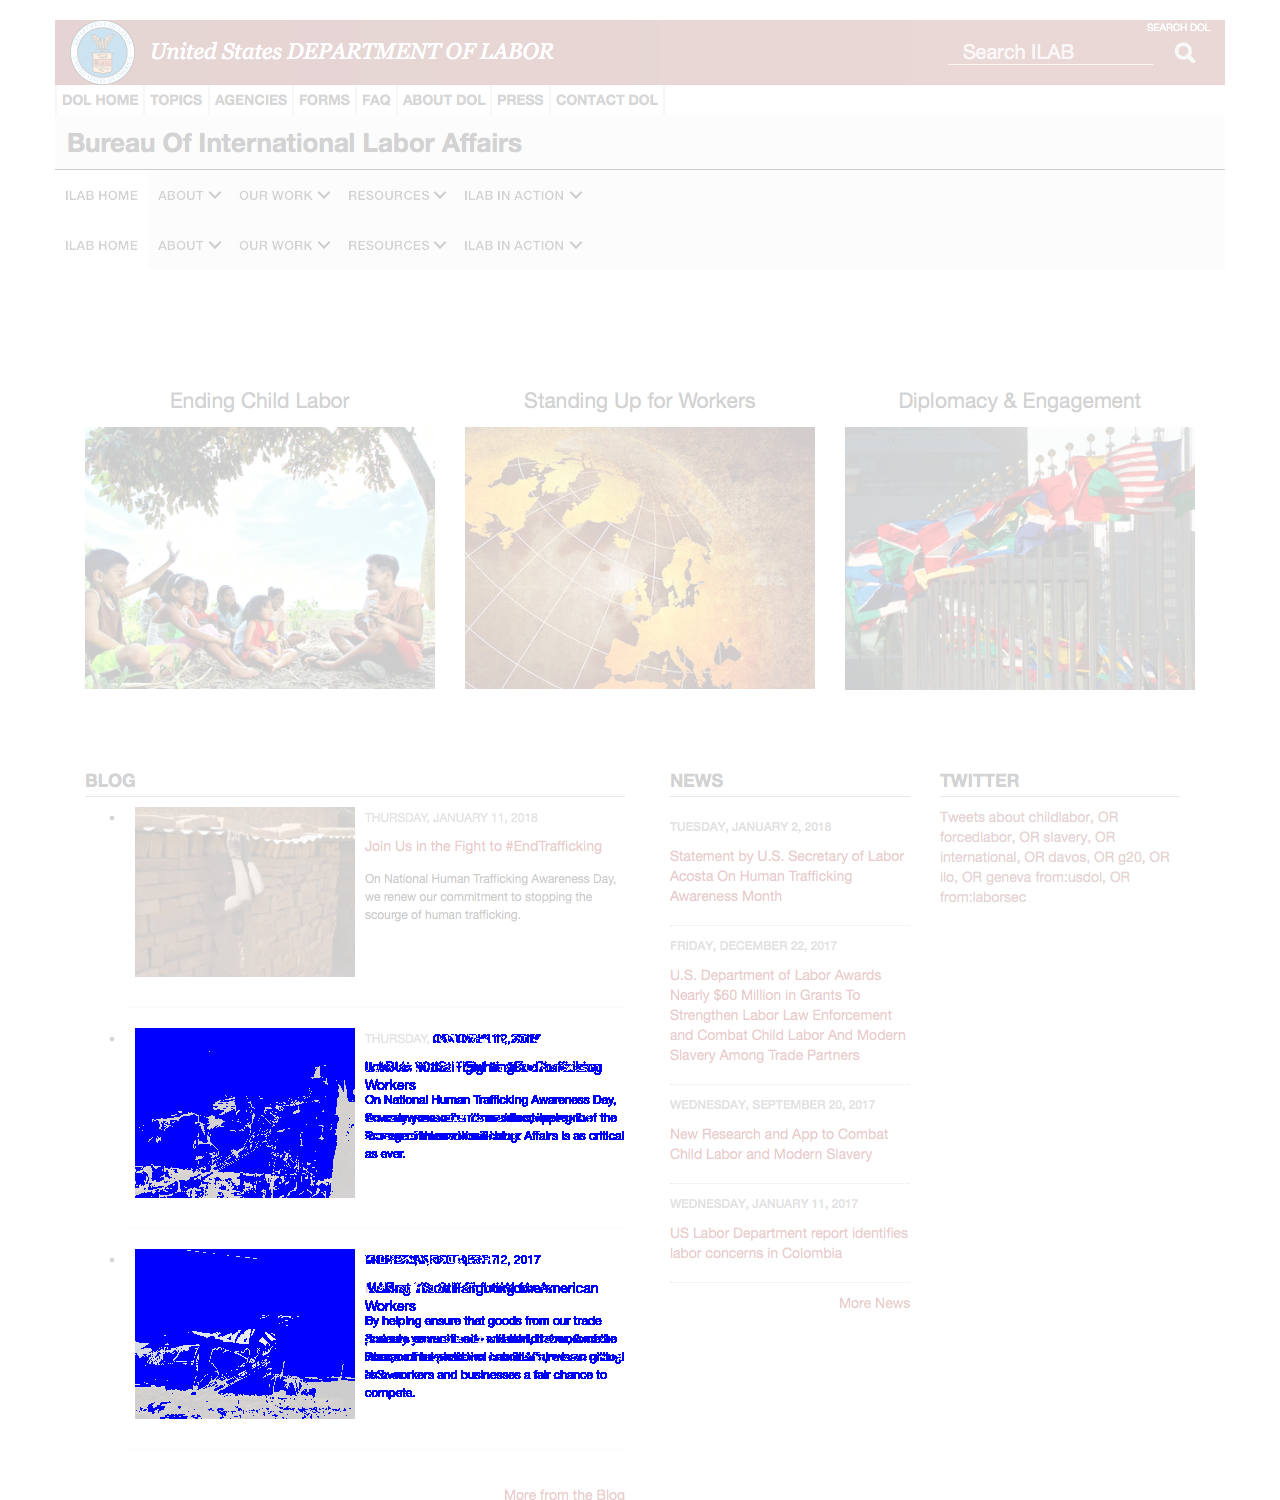 SEARCH DOL
United States DEPARTMENT OF LABOR
Search ILAB
DOL HOME TOPICS AGENCIES FORMS FAQ ABOUT DOL PRESS CONTACT DOL
Bureau Of International Labor Affairs
ILAB HOME ABOUT OUR WORK RESOURCES ILAB IN ACTION
ILAB HOME ABOUT OUR WORK RESOURCES ILAB IN ACTION
Ending Child Labor
Standing Up for Workers
Diplomacy & Engagement
BLOG
THURSDAY, JANUARY 11, 2018
Join Us in the Fight to #EndTrafficking
On National Human Trafficking Awareness Day,
we renew our commitment to stopping the
scourge of human trafficking.
THURSDAY,
Workers
On National Human Trafficking Awareness Day,
the
Affairs is as critical
as ever.
12, 2017
American
Workers
By helping ensure that goods from our trade
workers and businesses a fair chance to
compete.
More from the Blog
NEWS
TUESDAY, JANUARY 2, 2018
Statement by U.S. Secretary of Labor
Acosta On Human Trafficking
Awareness Month
FRIDAY, DECEMBER 22, 2017
U.S. Department of Labor Awards
Nearly $60 Million in Grants To
Strengthen Labor Law Enforcement
and Combat Child Labor And Modern
Slavery Among Trade Partners
WEDNESDAY, SEPTEMBER 20, 2017
New Research and App to Combat
Child Labor and Modern Slavery
WEDNESDAY, JANUARY 11, 2017
US Labor Department report identifies
labor concerns in Colombia
More News
TWITTER
Tweets about childlabor, OR
forcedlabor, OR slavery, OR
international, OR davos, OR g20, OR
ilo, OR geneva from:usdol, OR
from:laborsec